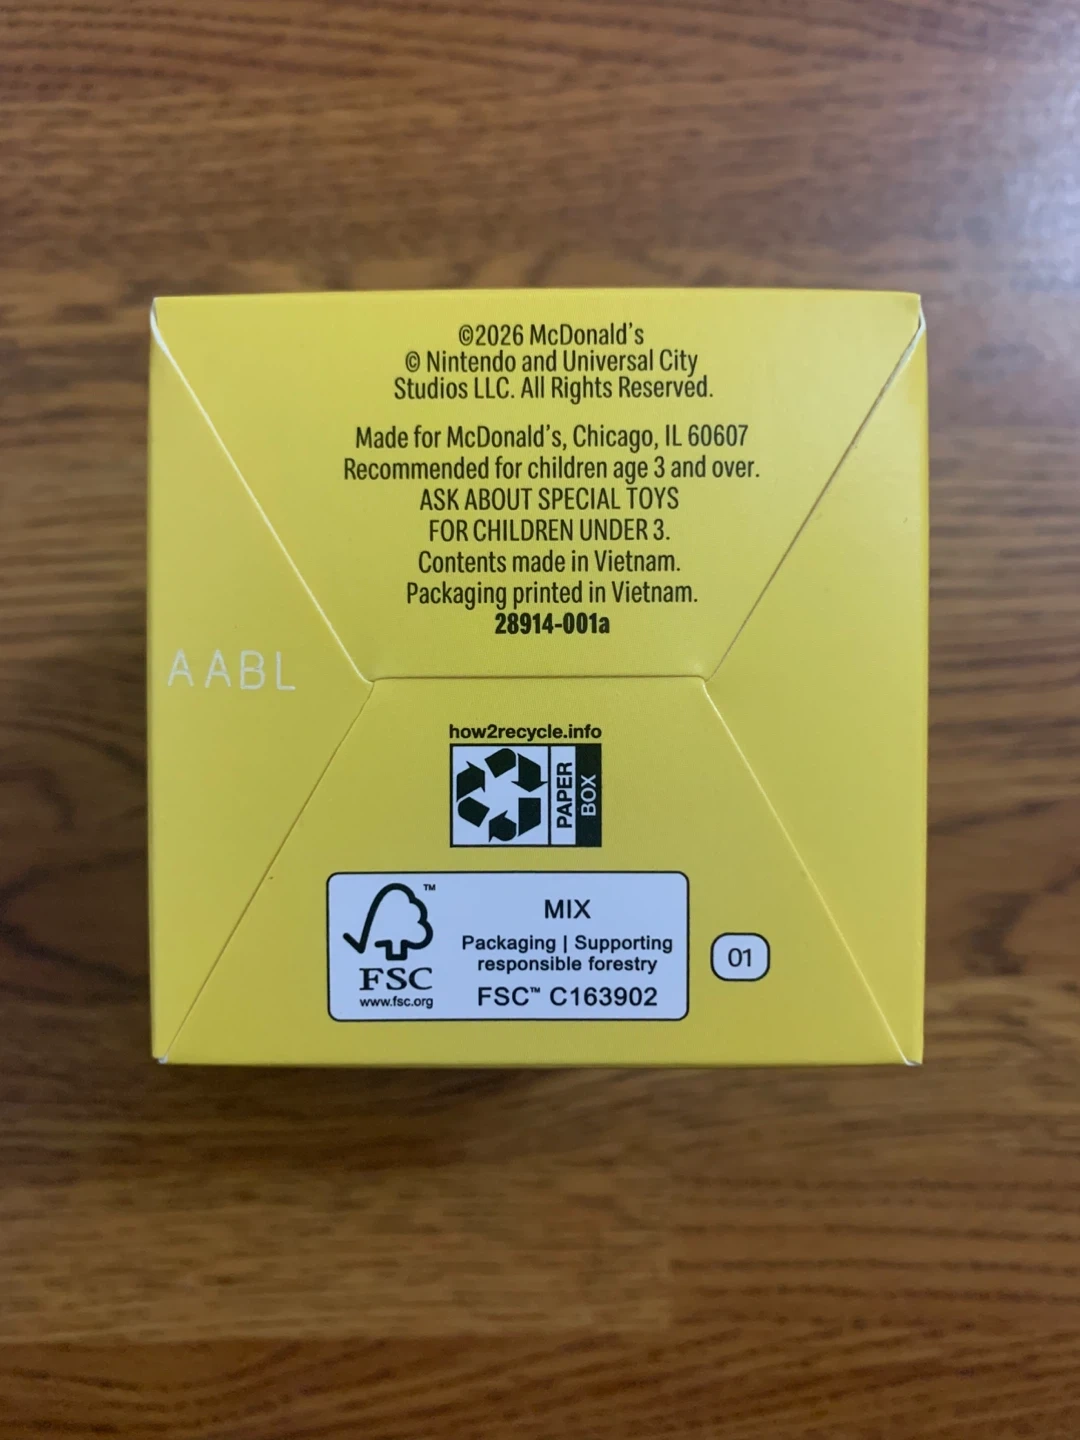 ©2026 McDonald's
© Nintendo and Universal City
Studios LLC. All Rights Reserved.
Made for McDonald's, Chicago, IL 60607
Recommended for children age 3 and over.
ASK ABOUT SPECIAL TOYS
FOR CHILDREN UNDER 3.
Contents made in Vietnam.
Packaging printed in Vietnam.
28914-001a
AABL
how2recycle.info
PAPER
BOX
FSC
™
www.fsc.org
MIX
Packaging | Supporting
responsible forestry
FSC™ C163902
01